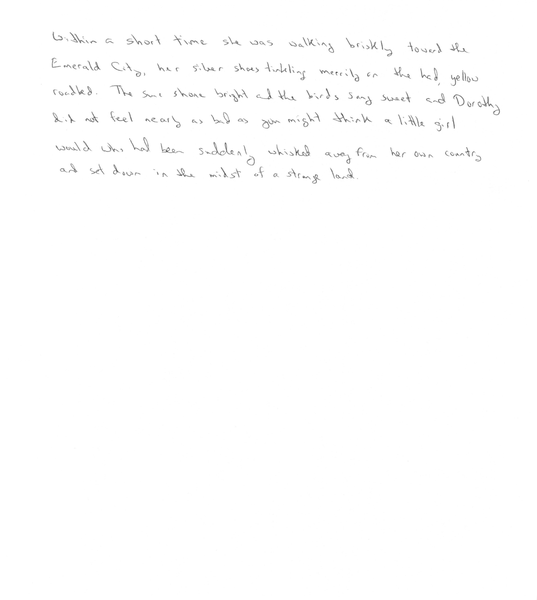 Within a short time she was walking briskly toward the
Emerald City, her silver shoes tinkling merrily on the hard, yellow
roadbed. The sun shone bright and the birds sang sweet and Dorothy
did not feel nearly as bad as you might think a little girl
would who had been suddenly whisked away from her own country
and set down in the midst of a strange land.